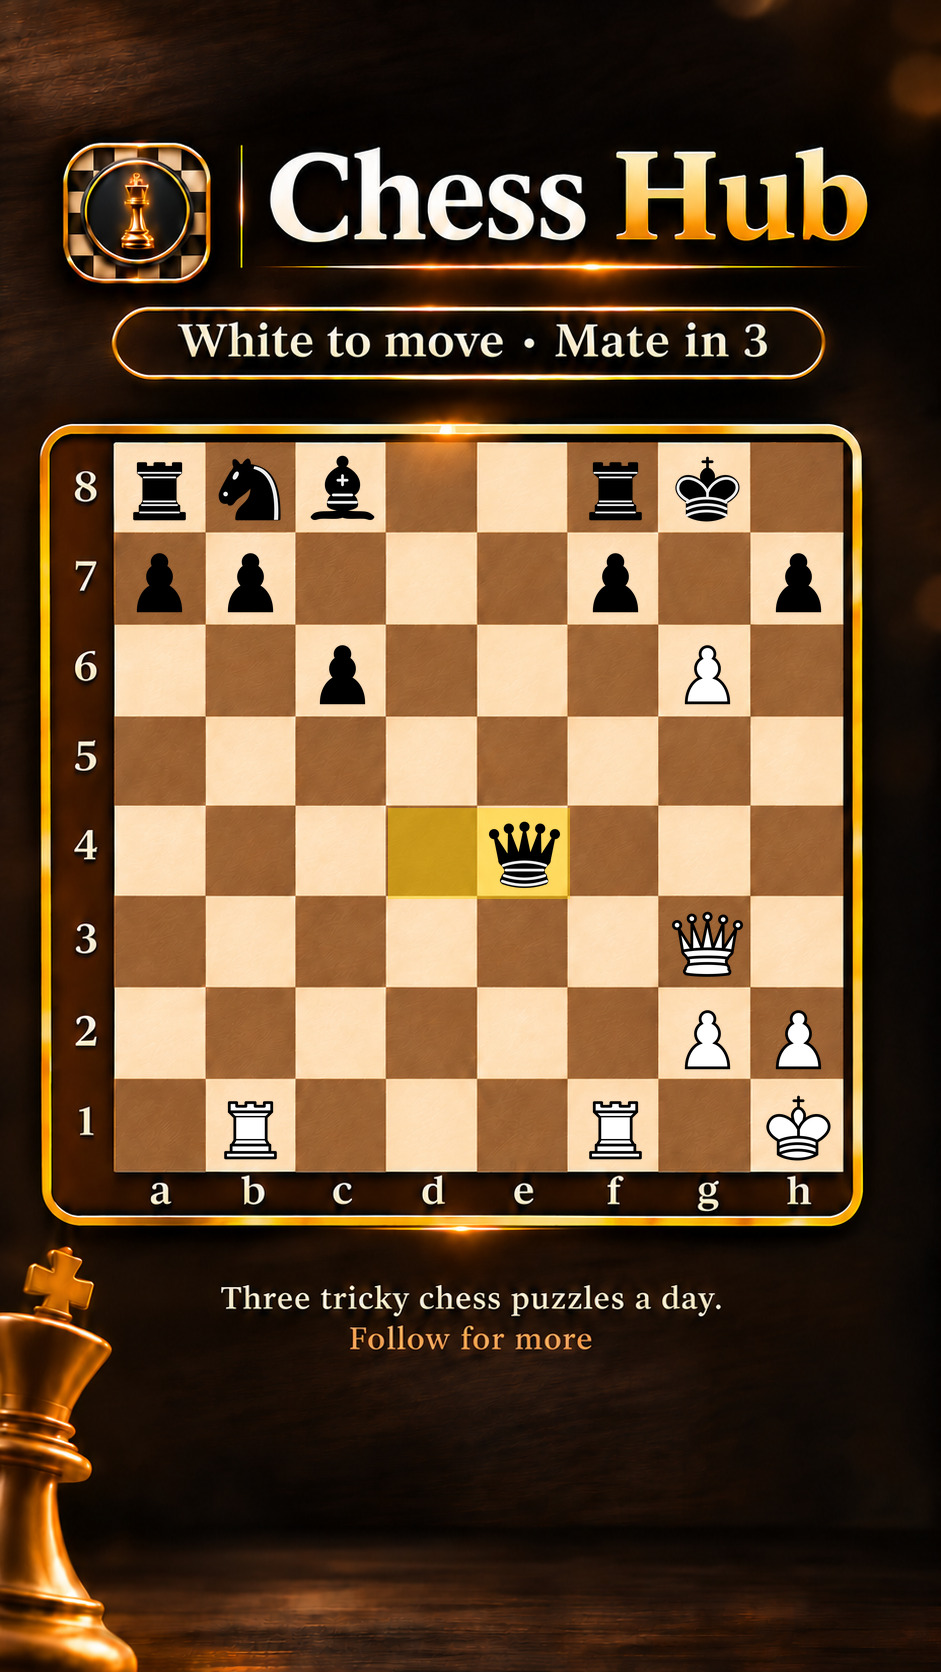 Chess Hub
White to move • Mate in 3
8
7
6
5
4
3
2
1
a b c d e f g h
Three tricky chess puzzles a day.
Follow for more